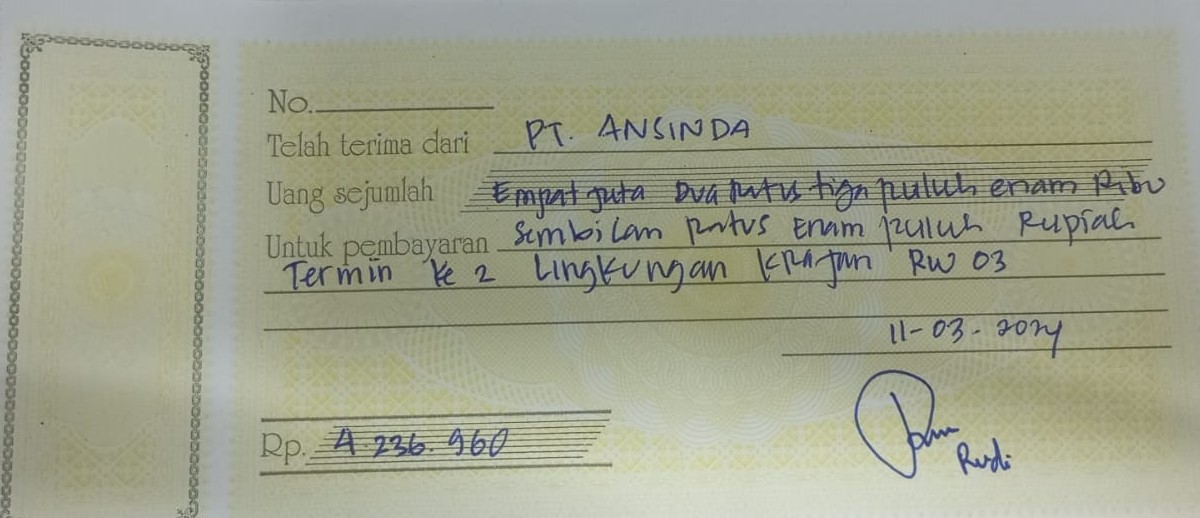 No.
Telah terima dari PT. ANSINDA
Uang sejumlah Empat juta Dua ratus tiga puluh enam Ribu
Untuk pembayaran Sembilan ratus Enam puluh Rupiah
Termin ke 2 Lingkungan Krajan RW 03
11-03-2024
Rp. 4.236.960
Rudi